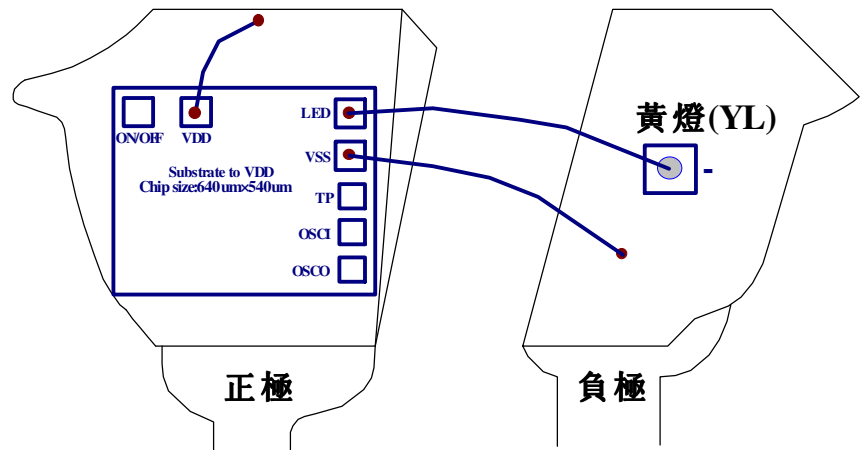 LED
黃燈(YL)
ON/OFF
VDD
VSS
-
Substrate to VDD
Chip size:640um×540um
TP
OSCI
OSCO
正極
負極